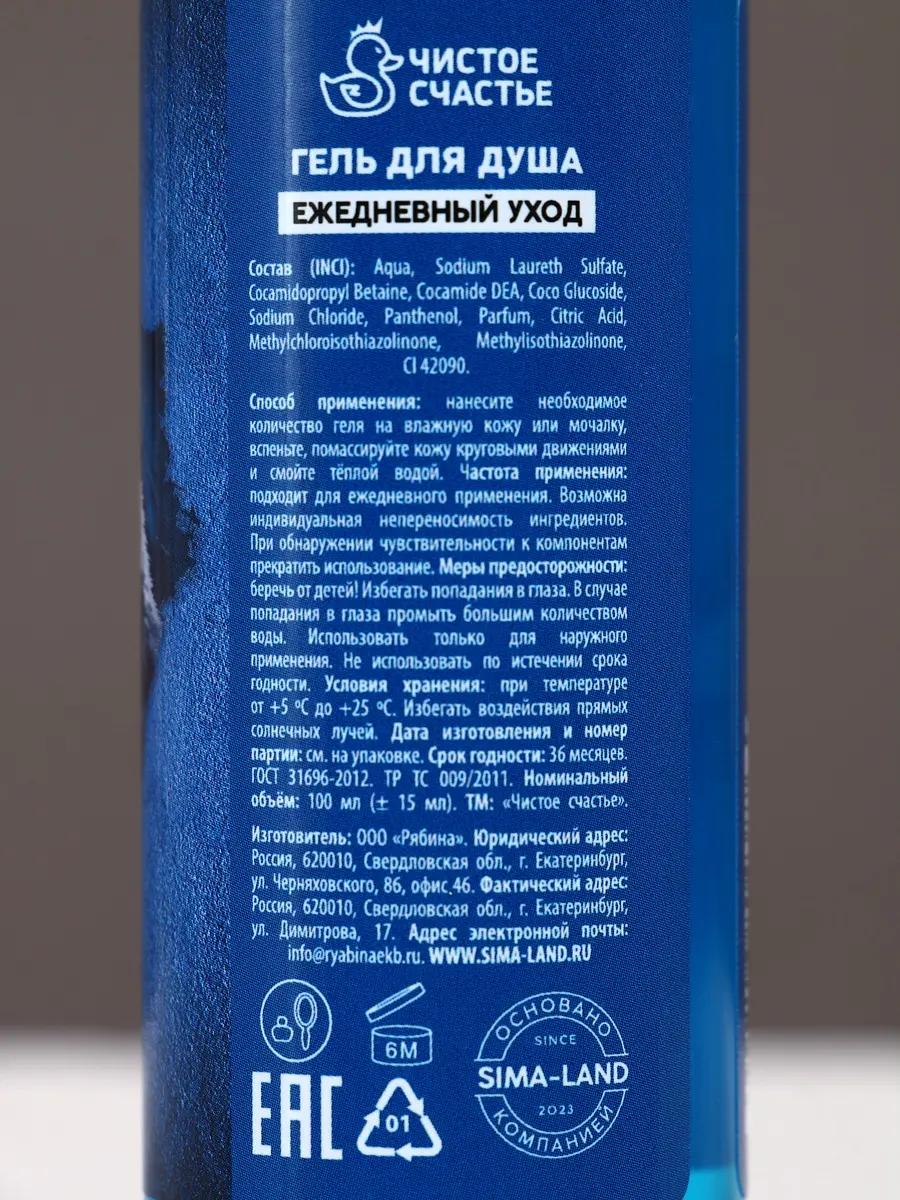 ЧИСТОЕ
СЧАСТЬЕ
ГЕЛЬ ДЛЯ ДУША
ЕЖЕДНЕВНЫЙ УХОД
Состав (INCI): Aqua, Sodium Laureth Sulfate,
Cocamidopropyl Betaine, Cocamide DEA, Coco Glucoside,
Sodium Chloride, Panthenol, Parfum, Citric Acid,
Methylchloroisothiazolinone, Methylisothiazolinone,
CI 42090.
Способ применения: нанесите необходимое
количество геля на влажную кожу или мочалку,
вспеньте, помассируйте кожу круговыми движениями
и смойте тёплой водой. Частота применения:
подходит для ежедневного применения. Возможна
индивидуальная непереносимость ингредиентов.
При обнаружении чувствительности к компонентам
прекратить использование. Меры предосторожности:
беречь от детей! Избегать попадания в глаза. В случае
попадания в глаза промыть большим количеством
воды. Использовать только для наружного
применения. Не использовать по истечении срока
годности. Условия хранения: при температуре
от +5 °C до +25 °C. Избегать воздействия прямых
солнечных лучей. Дата изготовления и номер
партии: см. на упаковке. Срок годности: 36 месяцев.
ГОСТ 31696-2012. ТР ТС 009/2011. Номинальный
объём: 100 мл (± 15 мл). ТМ: «Чистое счастье».
Изготовитель: ООО «Рябина». Юридический адрес:
Россия, 620010, Свердловская обл., г. Екатеринбург,
ул. Черняховского, 86, офис.46. Фактический адрес:
Россия, 620010, Свердловская обл., г. Екатеринбург,
ул. Димитрова, 17. Адрес электронной почты:
info@ryabinaekb.ru. WWW.SIMA-LAND.RU
6M
EAC
01
ОСНОВАНО
SINCE
SIMA-LAND
2023
КОМПАНИЕЙ